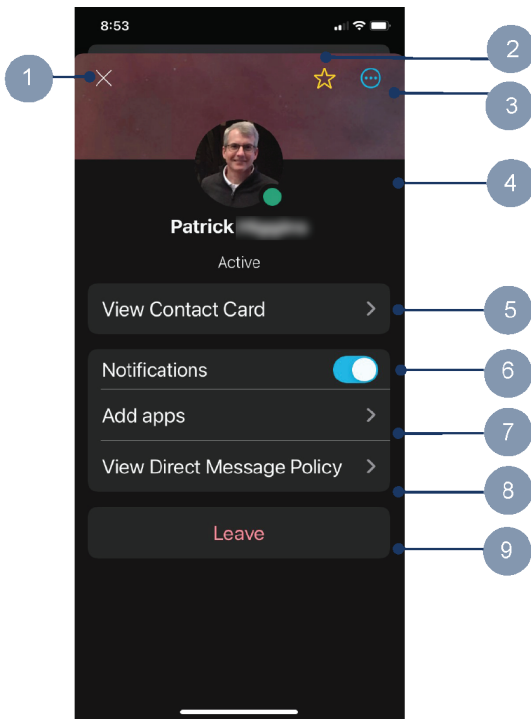 8:53
2
1
3
4
Patrick
Active
View Contact Card
5
Notifications
6
Add apps
7
View Direct Message Policy
8
Leave
9